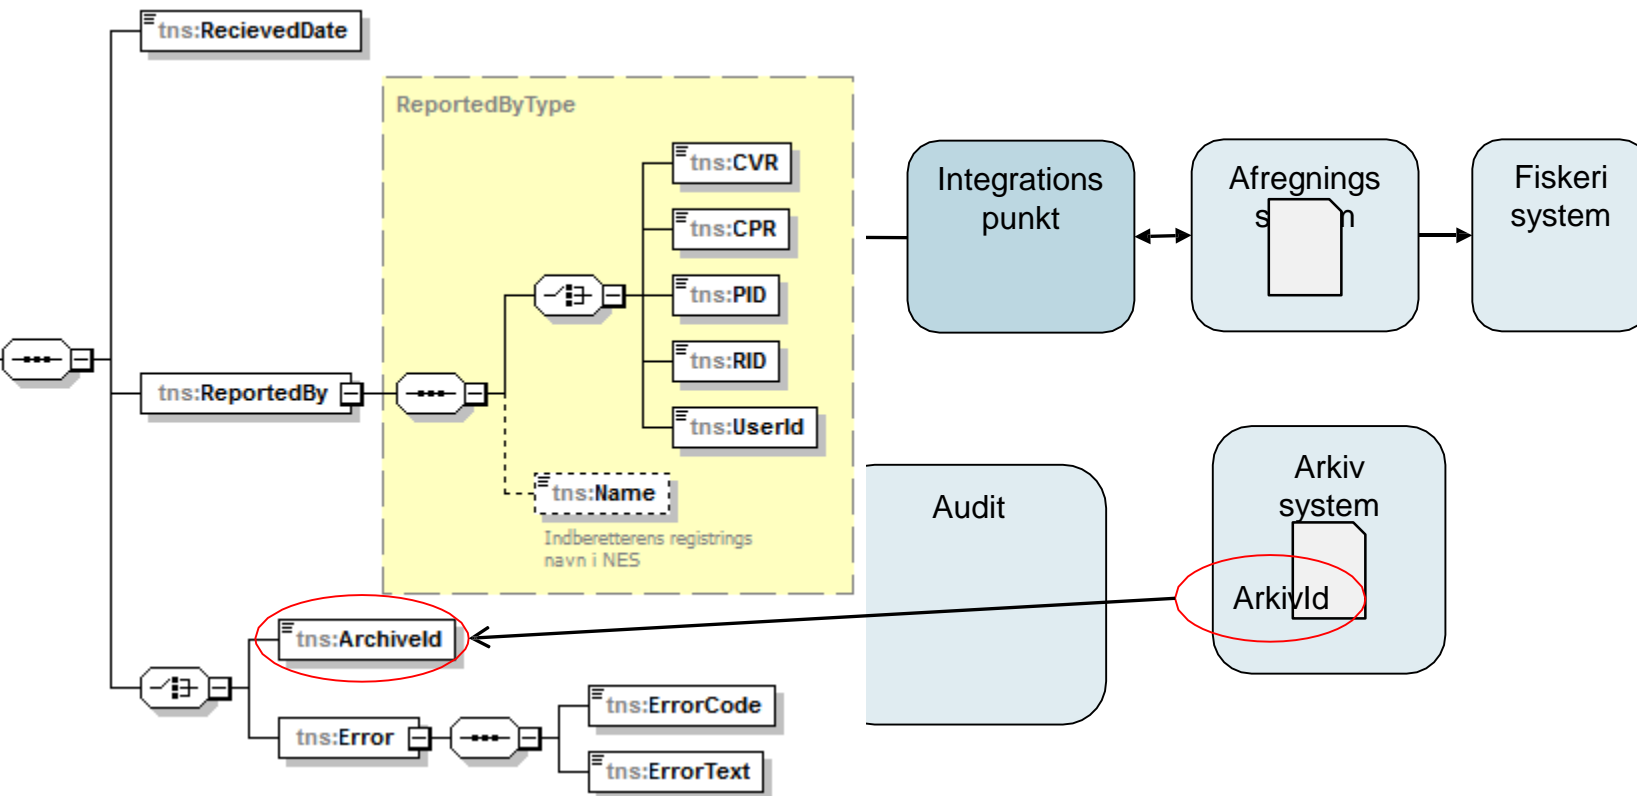 tns:RecievedDate
ReportedByType
tns:CVR
tns:CPR
tns:PID
tns:RID
tns:UserId
tns:ReportedBy
tns:Name
Indberetterens registrings
navn i NES
tns:ArchiveId
tns:Error
tns:ErrorCode
tns:ErrorText
Integrations
punkt
Afregnings
Fiskeri
system
Audit
Arkiv
system
ArkivId